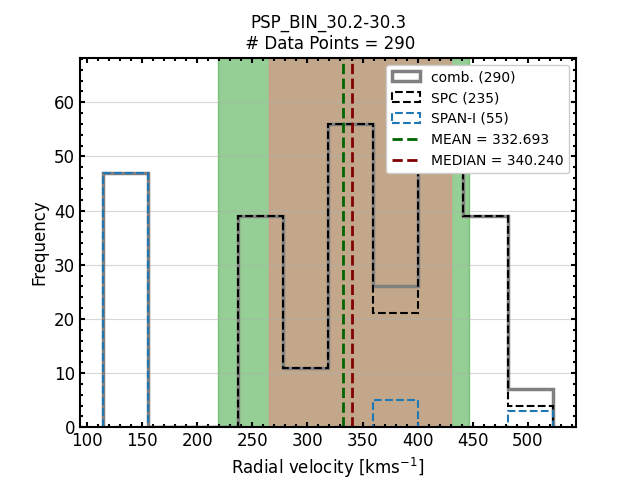 PSP_BIN_30.2-30.3
# Data Points = 290
comb. (290)
SPC (235)
SPAN-I (55)
MEAN = 332.693
MEDIAN = 340.240
Frequency
60
50
40
30
20
10
0
100 150 200 250 300 350 400 450 500
Radial velocity [kms⁻¹]